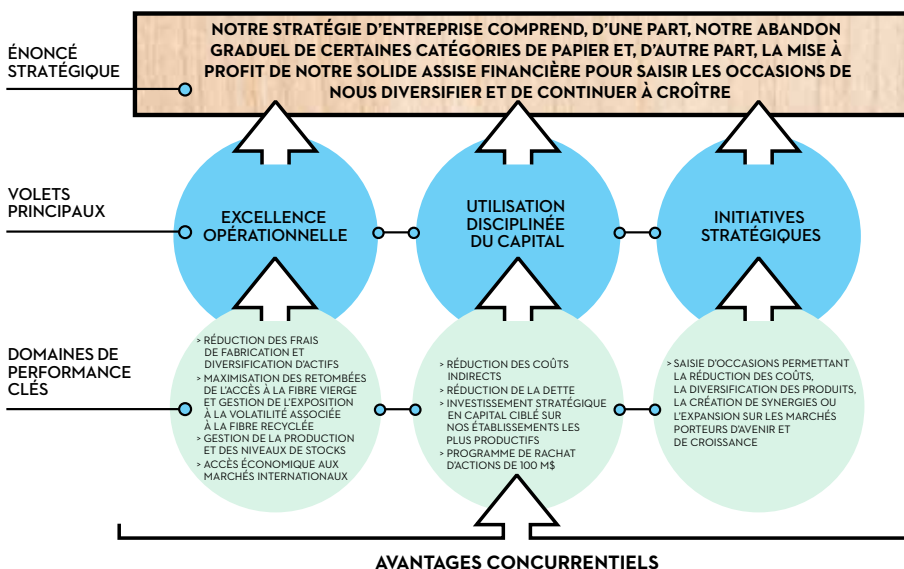 ÉNONCÉ
STRATÉGIQUE
NOTRE STRATÉGIE D'ENTREPRISE COMPREND, D'UNE PART, NOTRE ABANDON
GRADUEL DE CERTAINES CATÉGORIES DE PAPIER ET, D'AUTRE PART, LA MISE À
PROFIT DE NOTRE SOLIDE ASSISE FINANCIÈRE POUR SAISIR LES OCCASIONS DE
NOUS DIVERSIFIER ET DE CONTINUER À CROÎTRE
VOLETS
PRINCIPAUX
EXCELLENCE
OPÉRATIONNELLE
UTILISATION
DISCIPLINÉE
DU CAPITAL
INITIATIVES
STRATÉGIQUES
DOMAINES DE
PERFORMANCE
CLÉS
> RÉDUCTION DES FRAIS
DE FABRICATION ET
DIVERSIFICATION D'ACTIFS
> MAXIMISATION DES RETOMBÉES
DE L'ACCÈS À LA FIBRE VIERGE
ET GESTION DE L'EXPOSITION
À LA VOLATILITÉ ASSOCIÉE
À LA FIBRE RECYCLÉE
> GESTION DE LA PRODUCTION
ET DES NIVEAUX DE STOCKS
> ACCÈS ÉCONOMIQUE AUX
MARCHÉS INTERNATIONAUX
> RÉDUCTION DES COÛTS
INDIRECTS
> RÉDUCTION DE LA DETTE
> INVESTISSEMENT STRATÉGIQUE
EN CAPITAL CIBLÉ SUR
NOS ÉTABLISSEMENTS LES
PLUS PRODUCTIFS
> PROGRAMME DE RACHAT
D'ACTIONS DE 100 M$
> SAISIE D'OCCASIONS PERMETTANT
LA RÉDUCTION DES COÛTS,
LA DIVERSIFICATION DES PRODUITS,
LA CRÉATION DE SYNERGIES OU
L'EXPANSION SUR LES MARCHÉS
PORTEURS D'AVENIR ET
DE CROISSANCE
AVANTAGES CONCURRENTIELS